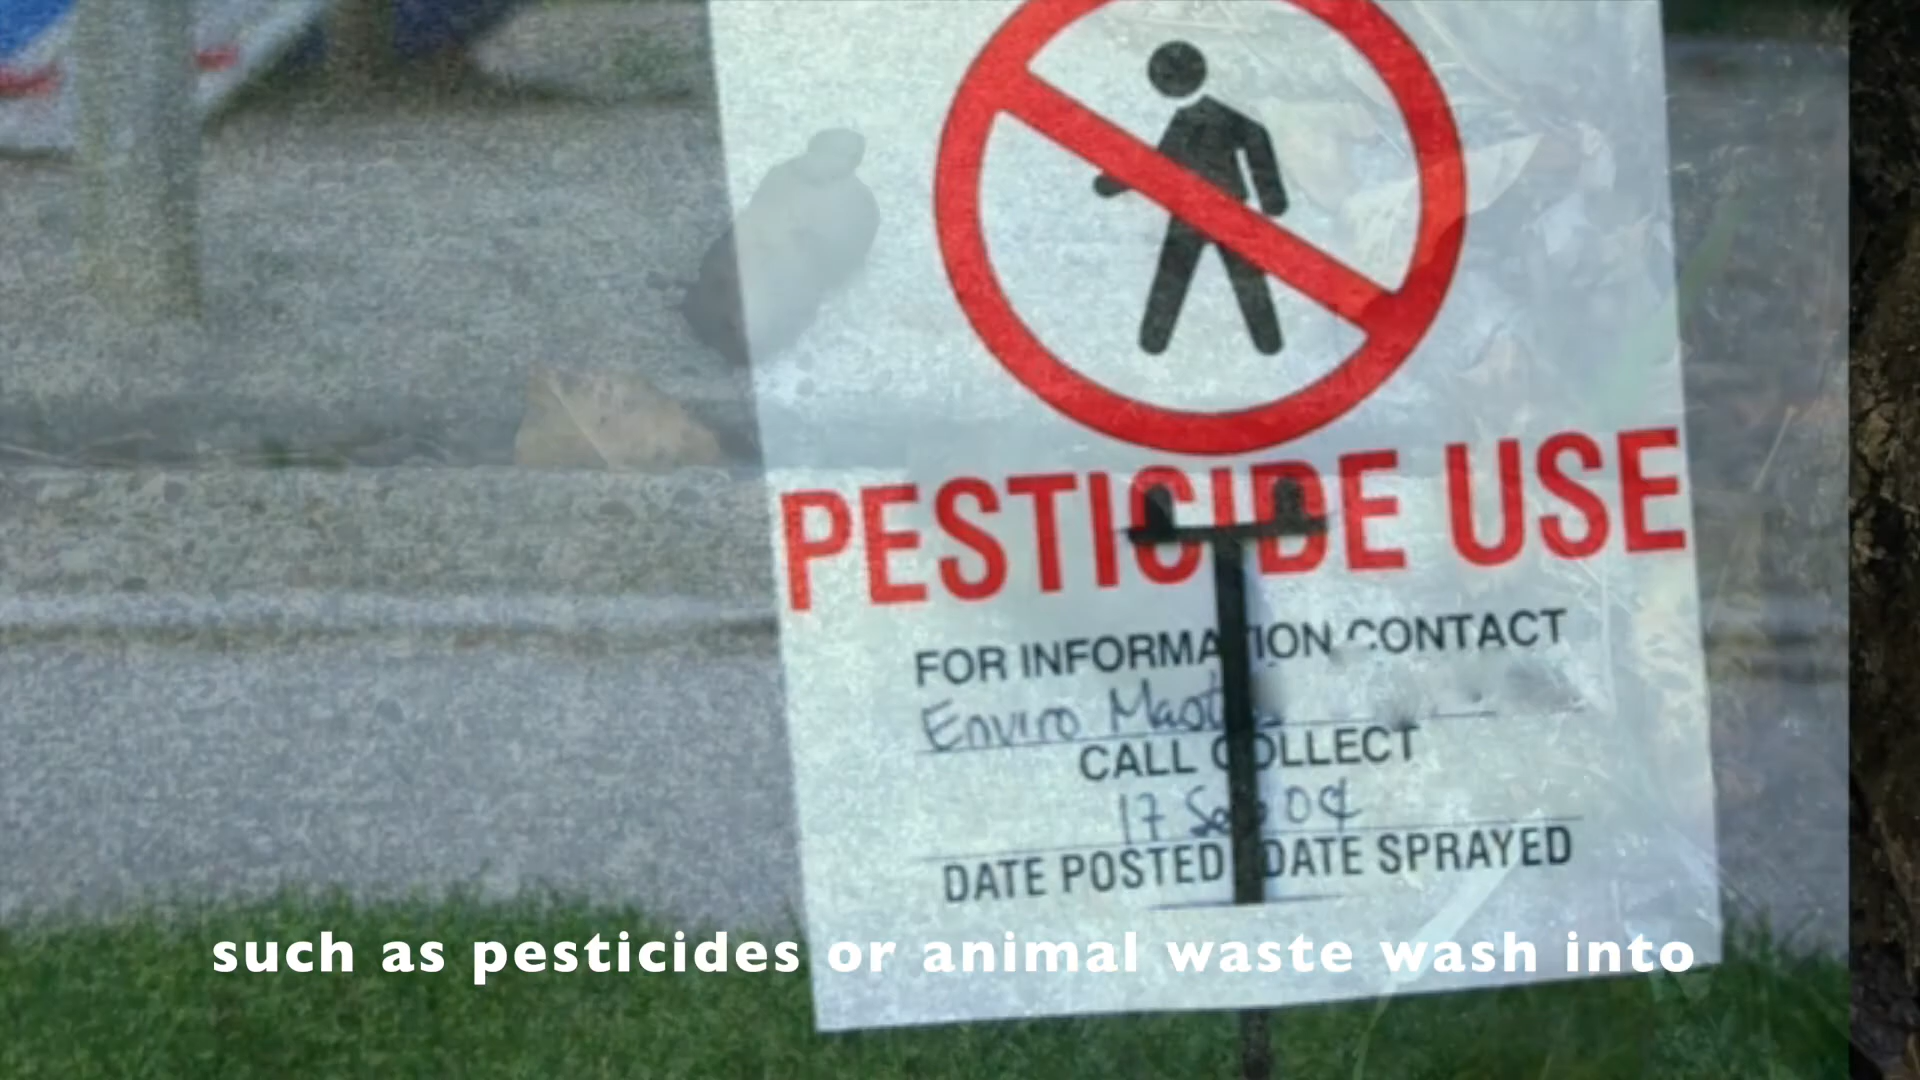 PESTICIDE USE
FOR INFORMATION CONTACT
Enviro
CALL COLLECT
17 04
DATE POSTED DATE SPRAYED
such as pesticides or animal waste wash into